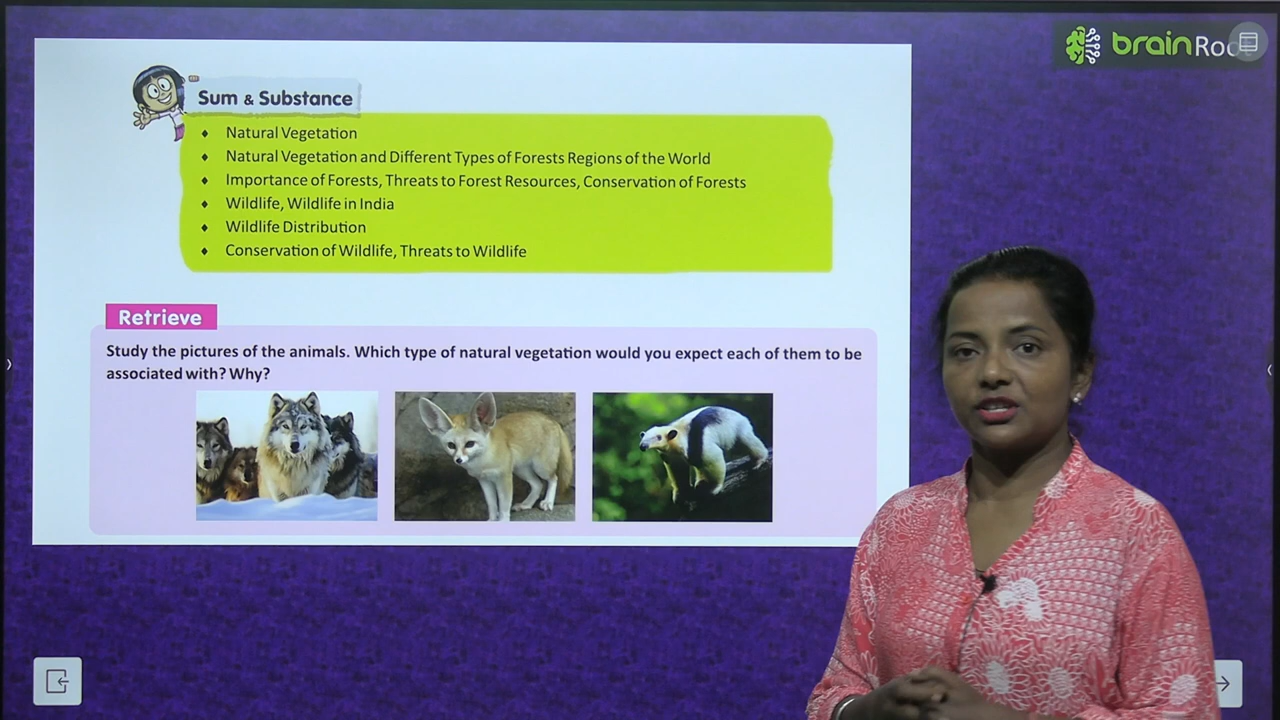 brainRo
Sum & Substance
♦ Natural Vegetation
♦ Natural Vegetation and Different Types of Forests Regions of the World
♦ Importance of Forests, Threats to Forest Resources, Conservation of Forests
♦ Wildlife, Wildlife in India
♦ Wildlife Distribution
♦ Conservation of Wildlife, Threats to Wildlife
Retrieve
Study the pictures of the animals. Which type of natural vegetation would you expect each of them to be
associated with? Why?